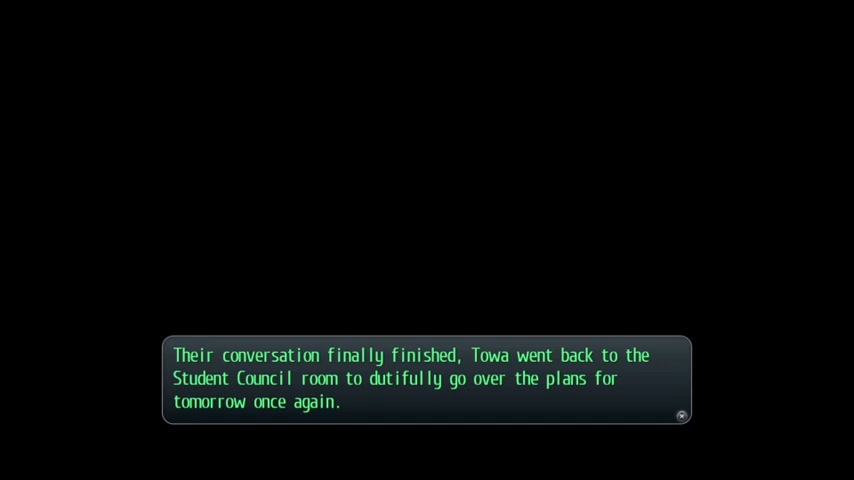 Their conversation finally finished, Towa went back to the
Student Council room to dutifully go over the plans for
tomorrow once again.